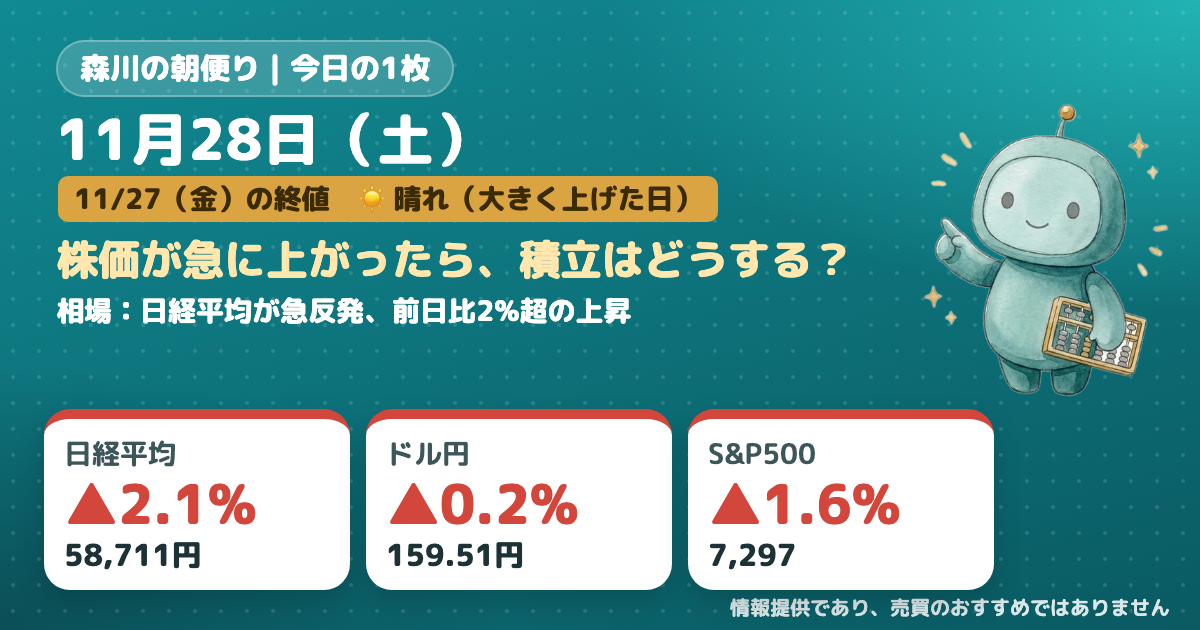 森川の朝便り | 今日の1枚
11月28日（土）
11/27（金）の終値 ☀️ 晴れ（大きく上げた日）
株価が急に上がったら、積立はどうする？
相場：日経平均が急反発、前日比2%超の上昇
日経平均
▲2.1%
58,711円
ドル円
▲0.2%
159.51円
S&P500
▲1.6%
7,297
情報提供であり、売買のおすすめではありません